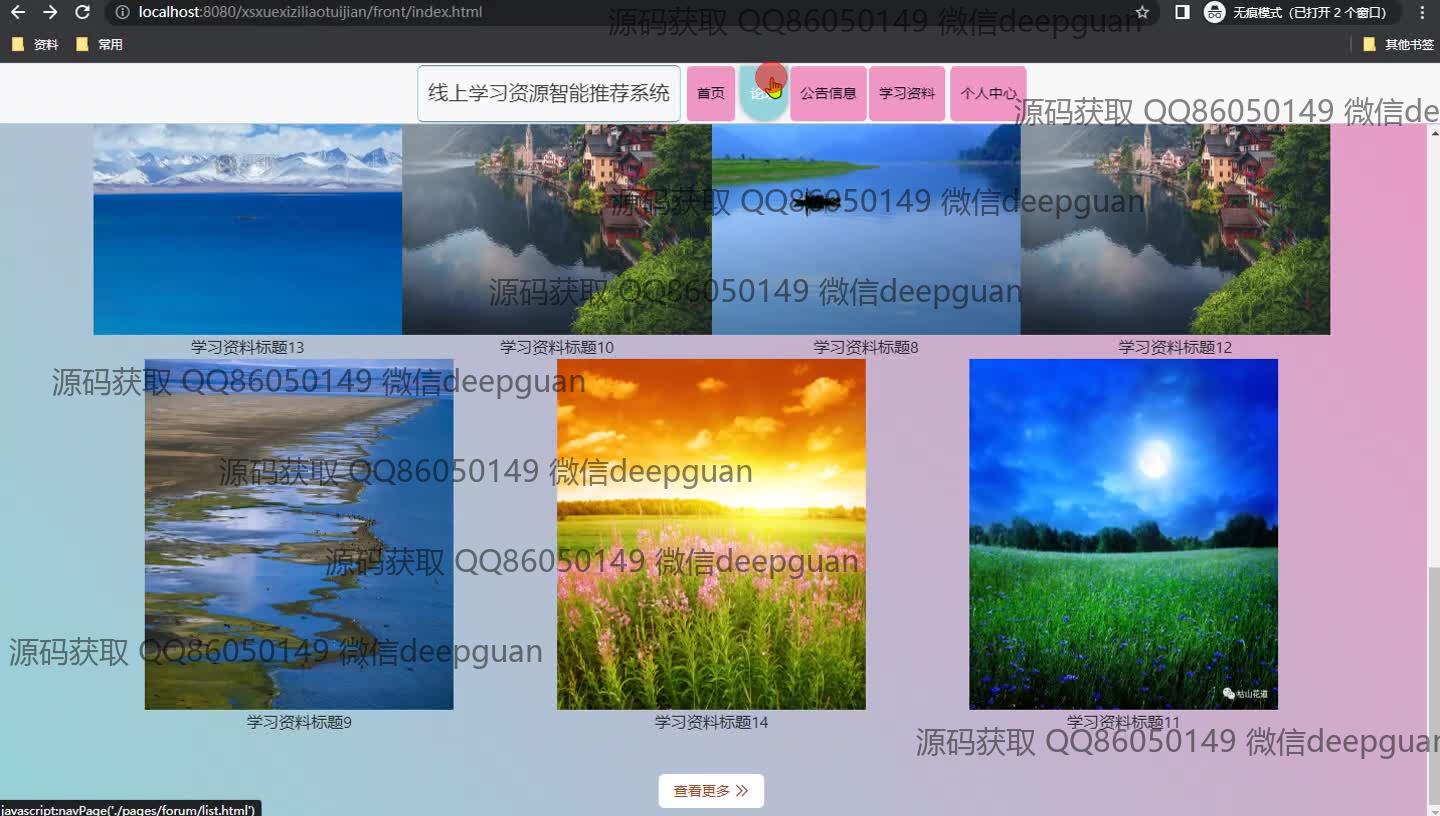 localhost:8080/xsxuexiziliaotuijian/front/index.html
无痕模式（已打开 2 个窗口）
资料 常用 其他书签
源码获取 QQ86050149 微信deepguan
线上学习资源智能推荐系统 首页 公告信息 学习资料 个人中心
源码获取 QQ86050149 微信de
源码获取 QQ86050149 微信deepguan
源码获取 QQ86050149 微信deepguan
学习资料标题13 学习资料标题10 学习资料标题8 学习资料标题12
源码获取 QQ86050149 微信deepguan
源码获取 QQ86050149 微信deepguan
源码获取 QQ86050149 微信deepguan
源码获取 QQ86050149 微信deepguan
枯山花道
学习资料标题9 学习资料标题14 学习资料标题11
源码获取 QQ86050149 微信deepguan
查看更多
javascript:navPage('./pages/forum/list.html')